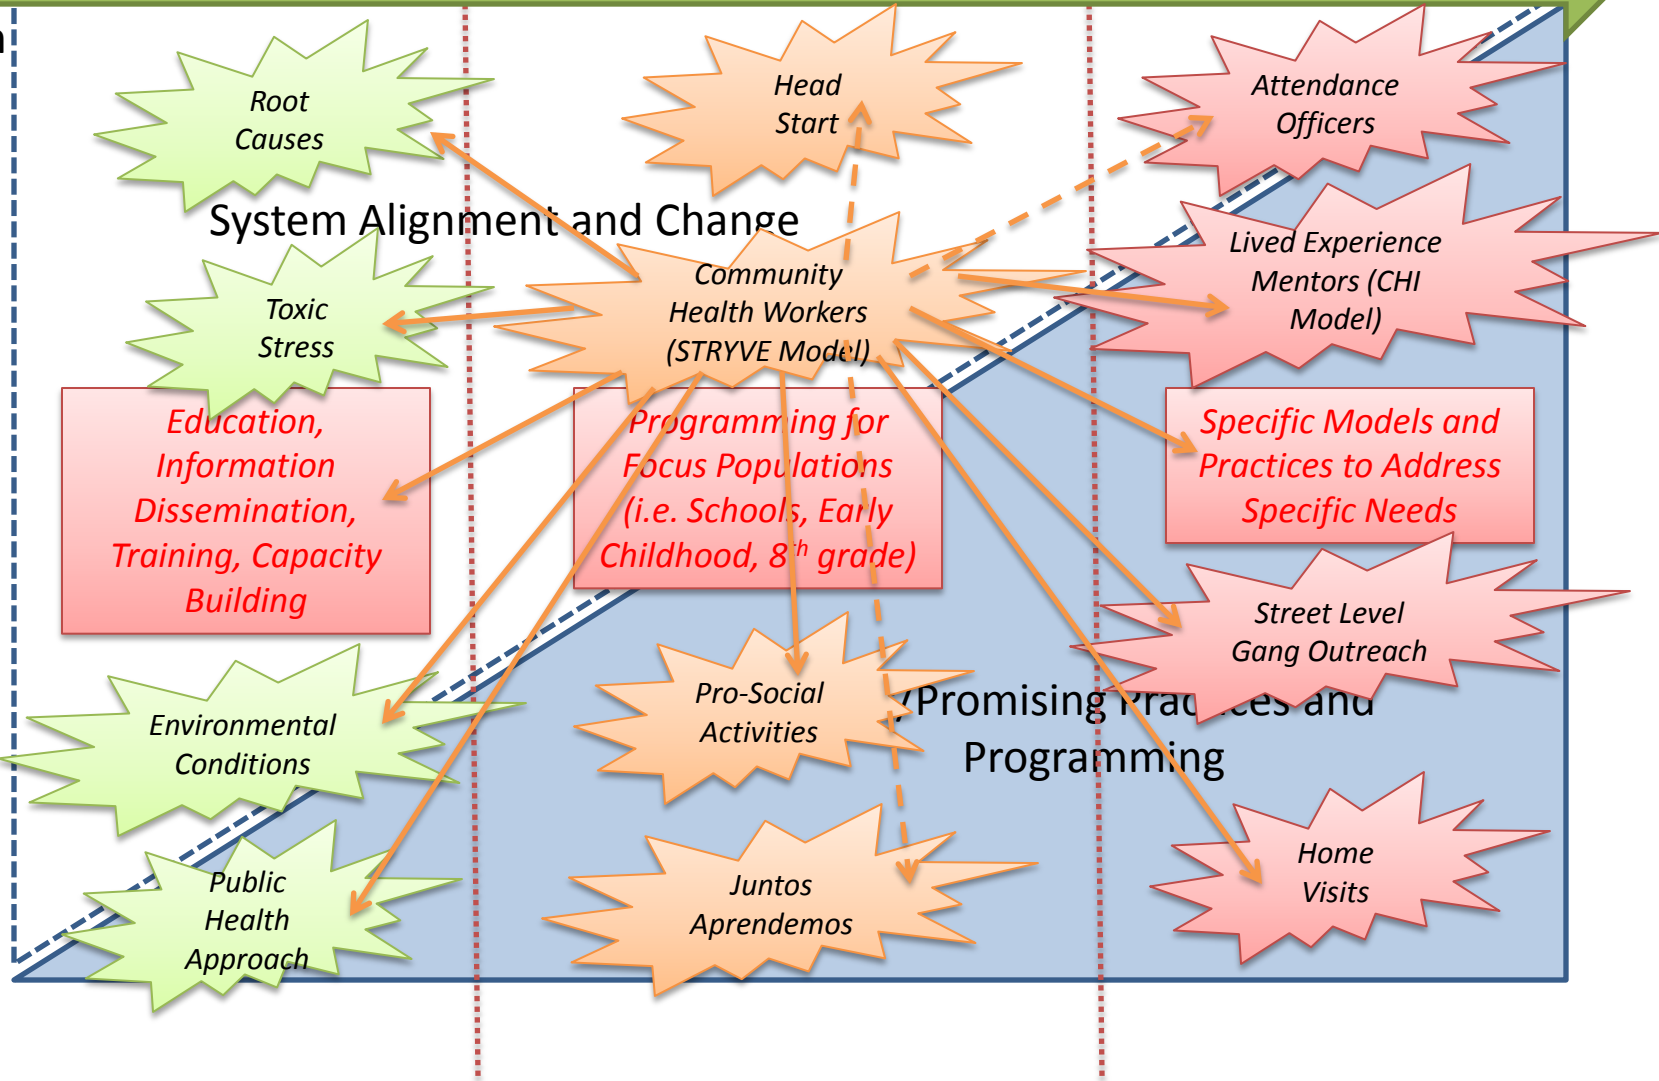 Root
Causes
Head
Start
Attendance
Officers
System Alignment and Change
Lived Experience
Mentors (CHI
Model)
Community
Health Workers
(STRYVE Model)
Toxic
Stress
Education,
Information
Dissemination,
Training, Capacity
Building
Programming for
Focus Populations
(i.e. Schools, Early
Childhood, 8th grade)
Specific Models and
Practices to Address
Specific Needs
Street Level
Gang Outreach
Environmental
Conditions
Pro-Social
Activities
/Promising Practices and
Programming
Public
Health
Approach
Juntos
Aprendemos
Home
Visits